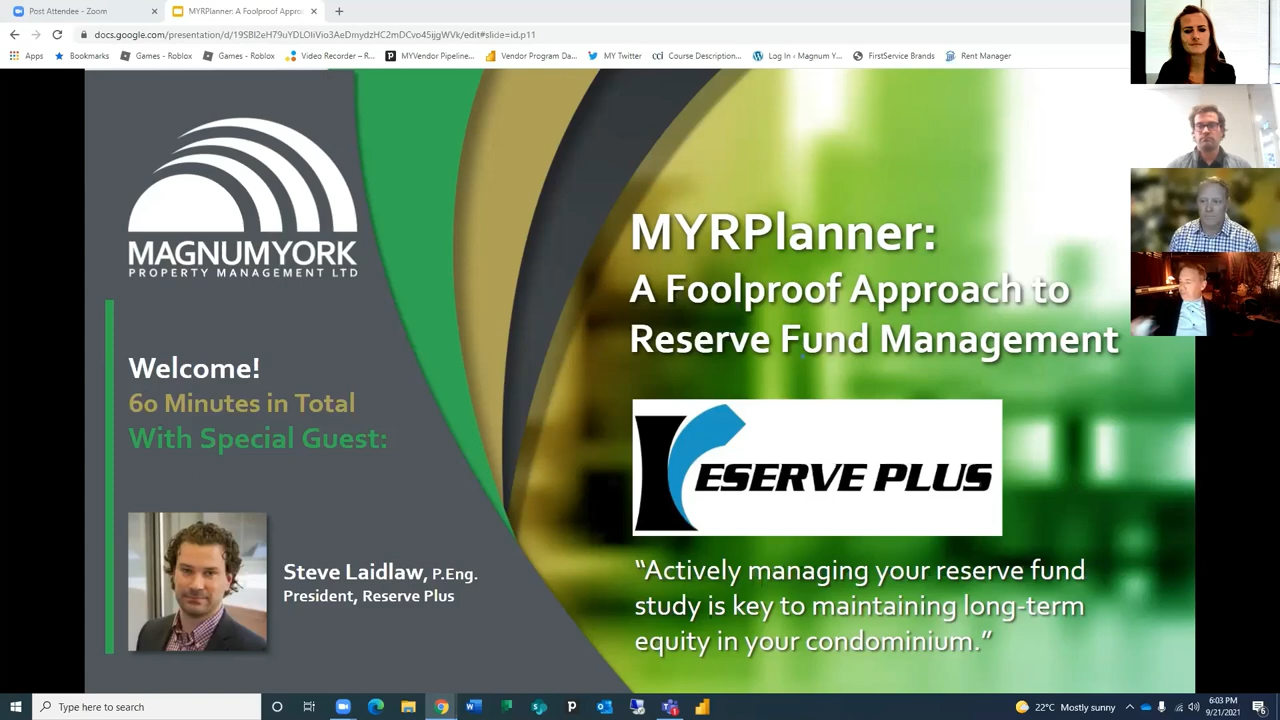 Post Attendee - Zoom
MYRPlanner: A Foolproof Approa
docs.google.com/presentation/d/19SBI2eH79uYDLOIiVio3AeDmydzHC2mDCvo45ijgWVk/edit#slide=id.p11
Apps
Bookmarks
Games - Roblox
Games - Roblox
Video Recorder – R...
MYVendor Pipeline...
Vendor Program Da...
MY Twitter
CCI
Course Description...
Log In ‹ Magnum Y...
FirstService Brands
Rent Manager
MAGNUMYORK
PROPERTY MANAGEMENT LTD
Welcome!
60 Minutes in Total
With Special Guest:
Steve Laidlaw, P.Eng.
President, Reserve Plus
MYRPlanner:
A Foolproof Approach to
Reserve Fund Management
RESERVE PLUS
“Actively managing your reserve fund
study is key to maintaining long-term
equity in your condominium.”
Type here to search
22°C Mostly sunny
6:03 PM
9/21/2021